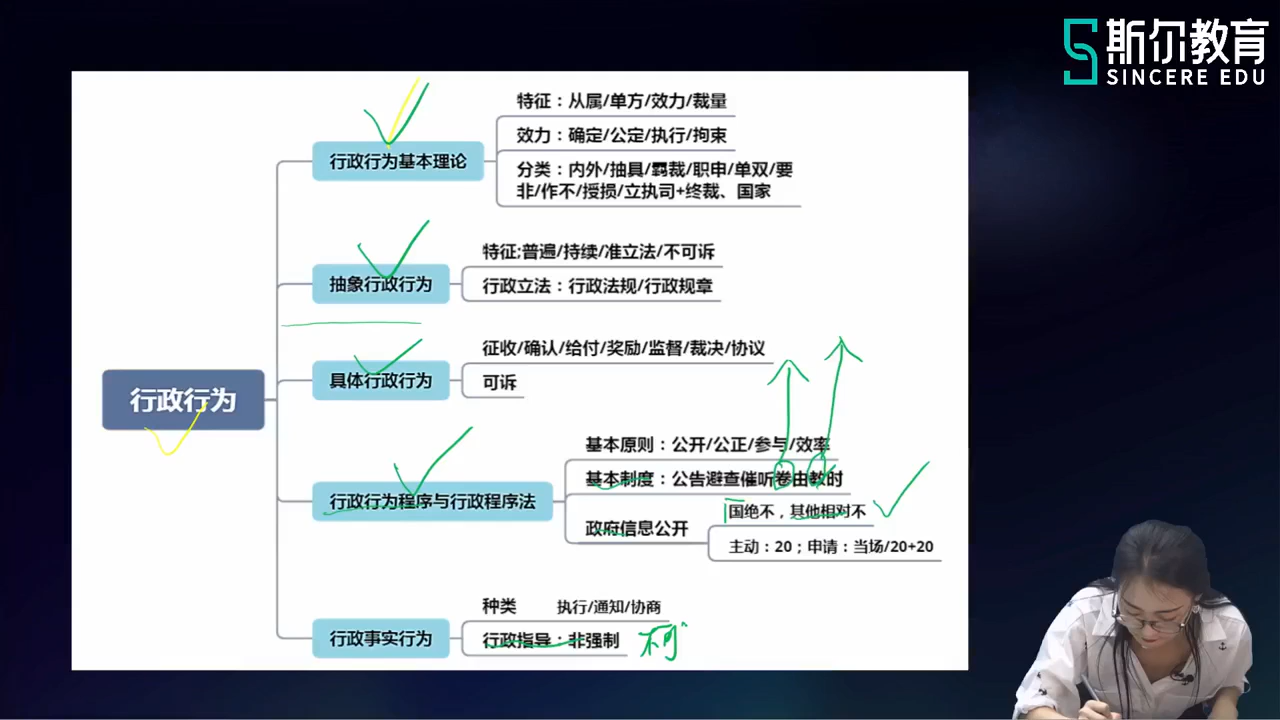 斯尔教育
SINCERE EDU
特征：从属/单方/效力/裁量
行政行为基本理论
效力：确定/公定/执行/拘束
分类：内外/抽具/羁裁/职申/单双/要
非/作不/授损/立执司+终裁、国家
特征;普遍/持续/准立法/不可诉
抽象行政行为
行政立法：行政法规/行政规章
征收/确认/给付/奖励/监督/裁决/协议
具体行政行为
可诉
行政行为
基本原则：公开/公正/参与/效率
行政行为程序与行政程序法
基本制度：公告避查催听卷由教时
政府信息公开
国绝不，其他相对不
主动：20；申请：当场/20+20
种类 执行/通知/协商
行政事实行为
行政指导：非强制